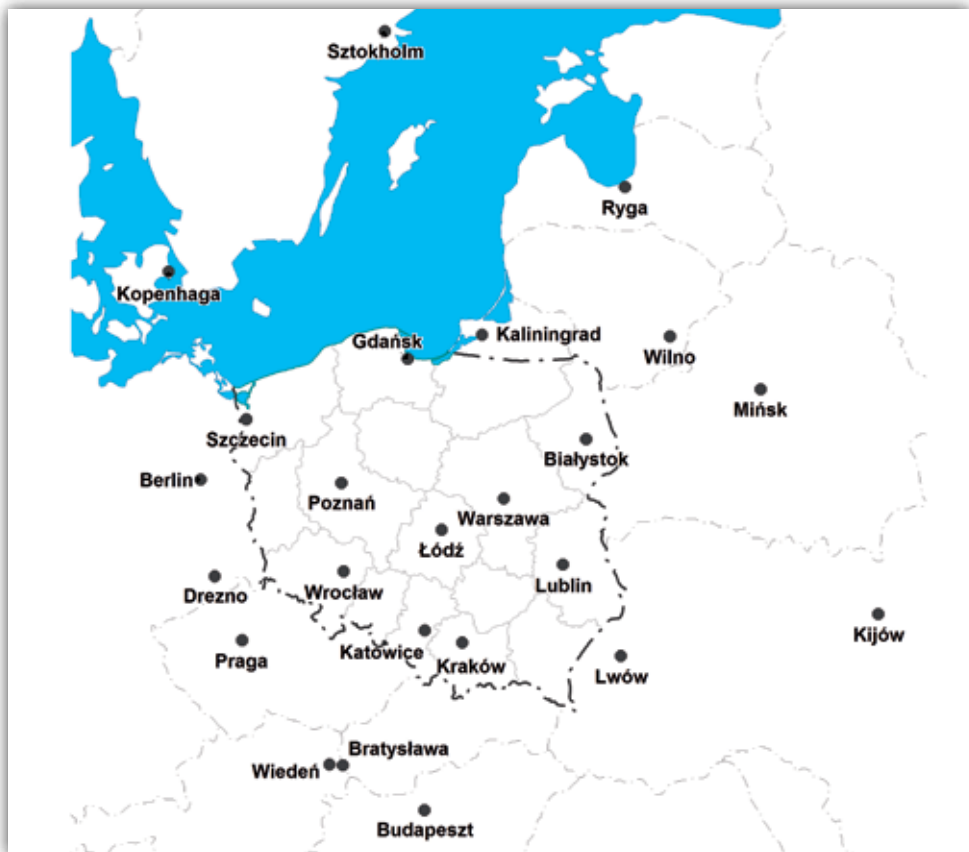 Sztokholm
Ryga
Kopenhaga
Gdańsk
Kaliningrad
Wilno
Mińsk
Szczecin
Białystok
Berlin
Poznań
Warszawa
Łódź
Drezno
Wrocław
Lublin
Kijów
Praga
Katowice
Kraków
Lwów
Bratysława
Wiedeń
Budapeszt